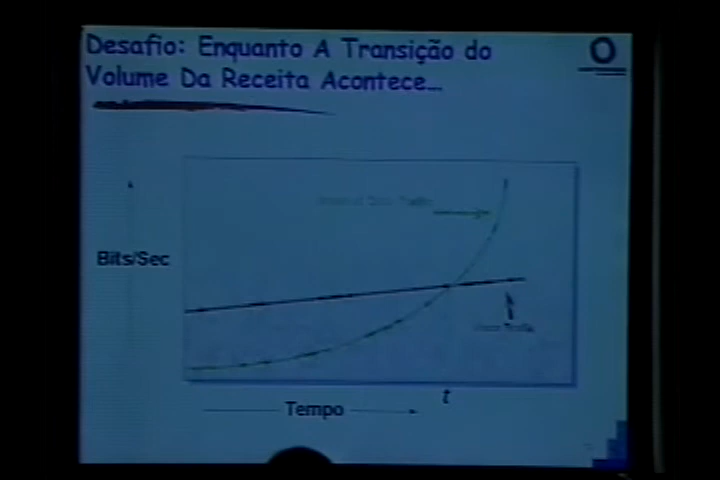 Desafio: Enquanto A Transição do
Volume Da Receita Acontece...
O
Bits/Sec
Tempo
t